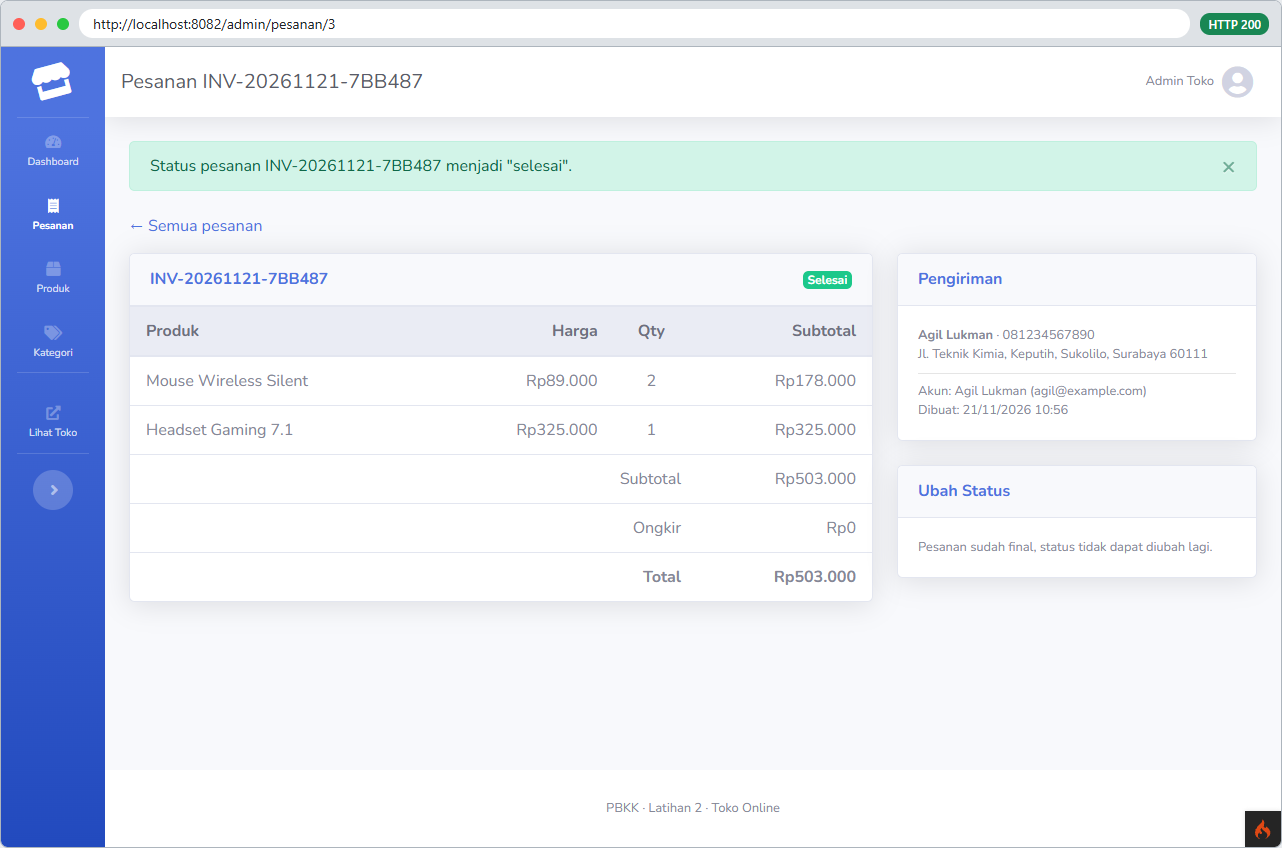 http://localhost:8082/admin/pesanan/3
HTTP 200
Pesanan INV-20261121-7BB487
Admin Toko
Dashboard
Pesanan
Produk
Kategori
Lihat Toko
Status pesanan INV-20261121-7BB487 menjadi "selesai".
×
← Semua pesanan
INV-20261121-7BB487
Selesai
Produk Harga Qty Subtotal
Mouse Wireless Silent Rp89.000 2 Rp178.000
Headset Gaming 7.1 Rp325.000 1 Rp325.000
Subtotal Rp503.000
Ongkir Rp0
Total Rp503.000
Pengiriman
Agil Lukman · 081234567890
Jl. Teknik Kimia, Keputih, Sukolilo, Surabaya 60111
Akun: Agil Lukman (agil@example.com)
Dibuat: 21/11/2026 10:56
Ubah Status
Pesanan sudah final, status tidak dapat diubah lagi.
PBKK · Latihan 2 · Toko Online